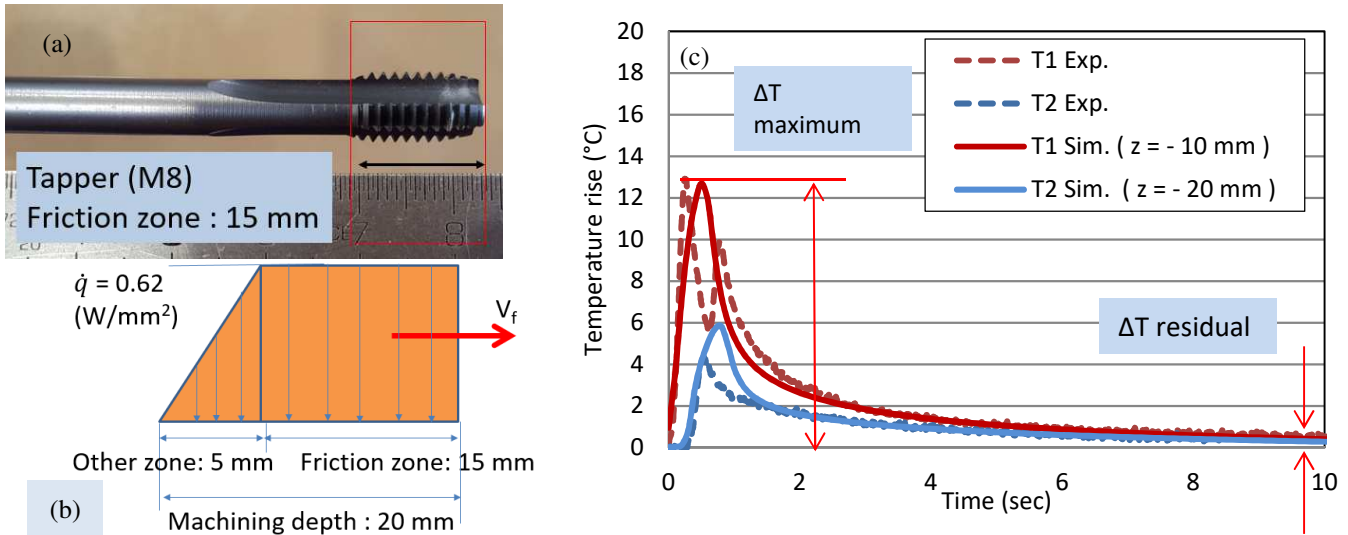 (a)
Tapper (M8)
Friction zone : 15 mm
20
7
8
q̇ = 0.62
(W/mm²)
V_f
Other zone: 5 mm
Friction zone: 15 mm
(b)
Machining depth : 20 mm
(c)
ΔT
maximum
T1 Exp.
T2 Exp.
T1 Sim. ( z = - 10 mm )
T2 Sim. ( z = - 20 mm )
ΔT residual
Temperature rise (°C)
20
18
16
14
12
10
8
6
4
2
0
0 2 4 6 8 10
Time (sec)